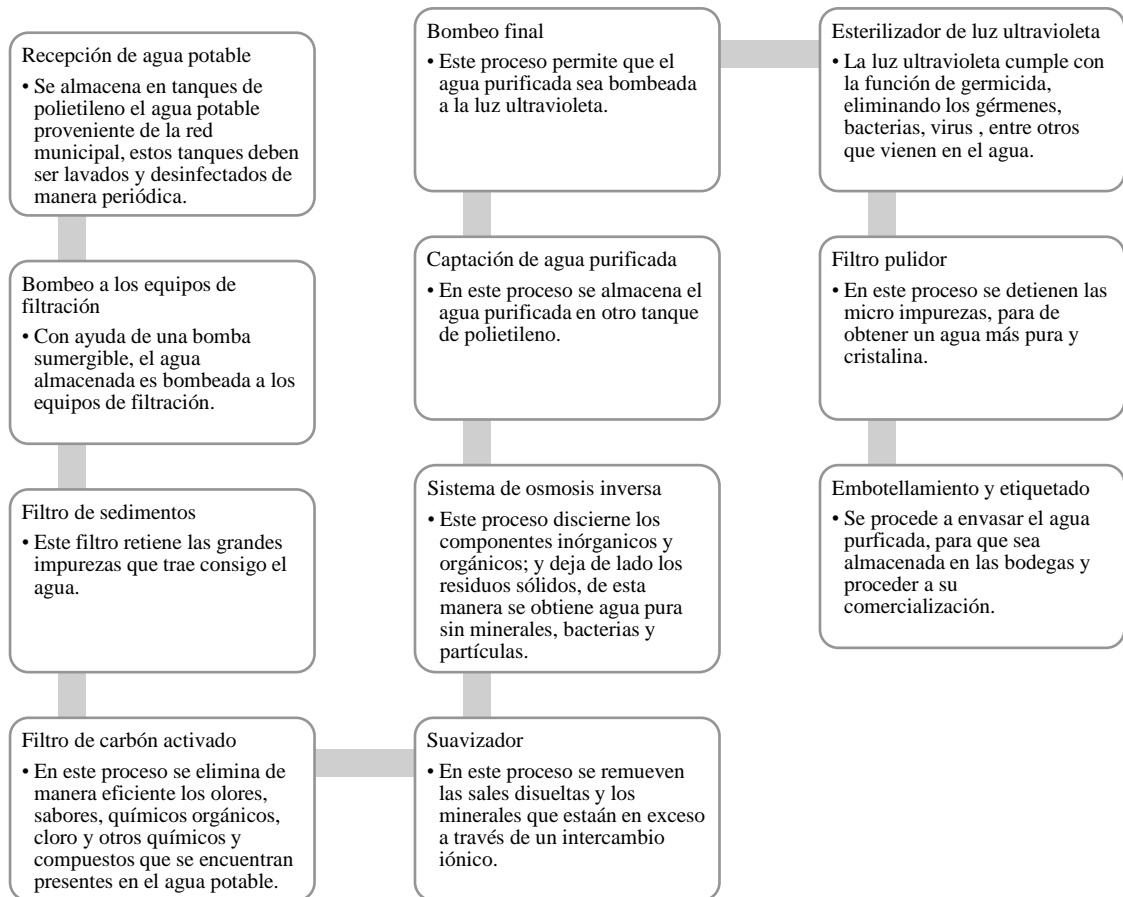 Recepción de agua potable
• Se almacena en tanques de
polietileno el agua potable
proveniente de la red
municipal, estos tanques deben
ser lavados y desinfectados de
manera periódica.
Bombeo a los equipos de
filtración
• Con ayuda de una bomba
sumergible, el agua
almacenada es bombeada a los
equipos de filtración.
Filtro de sedimentos
• Este filtro retiene las grandes
impurezas que trae consigo el
agua.
Filtro de carbón activado
• En este proceso se elimina de
manera eficiente los olores,
sabores, químicos orgánicos,
cloro y otros químicos y
compuestos que se encuentran
presentes en el agua potable.
Suavizador
• En este proceso se remueven
las sales disueltas y los
minerales que estaán en exceso
a través de un intercambio
iónico.
Sistema de osmosis inversa
• Este proceso discierne los
componentes inórganicos y
orgánicos; y deja de lado los
residuos sólidos, de esta
manera se obtiene agua pura
sin minerales, bacterias y
partículas.
Captación de agua purificada
• En este proceso se almacena el
agua purificada en otro tanque
de polietileno.
Bombeo final
• Este proceso permite que el
agua purificada sea bombeada
a la luz ultravioleta.
Esterilizador de luz ultravioleta
• La luz ultravioleta cumple con
la función de germicida,
eliminando los gérmenes,
bacterias, virus , entre otros
que vienen en el agua.
Filtro pulidor
• En este proceso se detienen las
micro impurezas, para de
obtener un agua más pura y
cristalina.
Embotellamiento y etiquetado
• Se procede a envasar el agua
purficada, para que sea
almacenada en las bodegas y
proceder a su
comercialización.